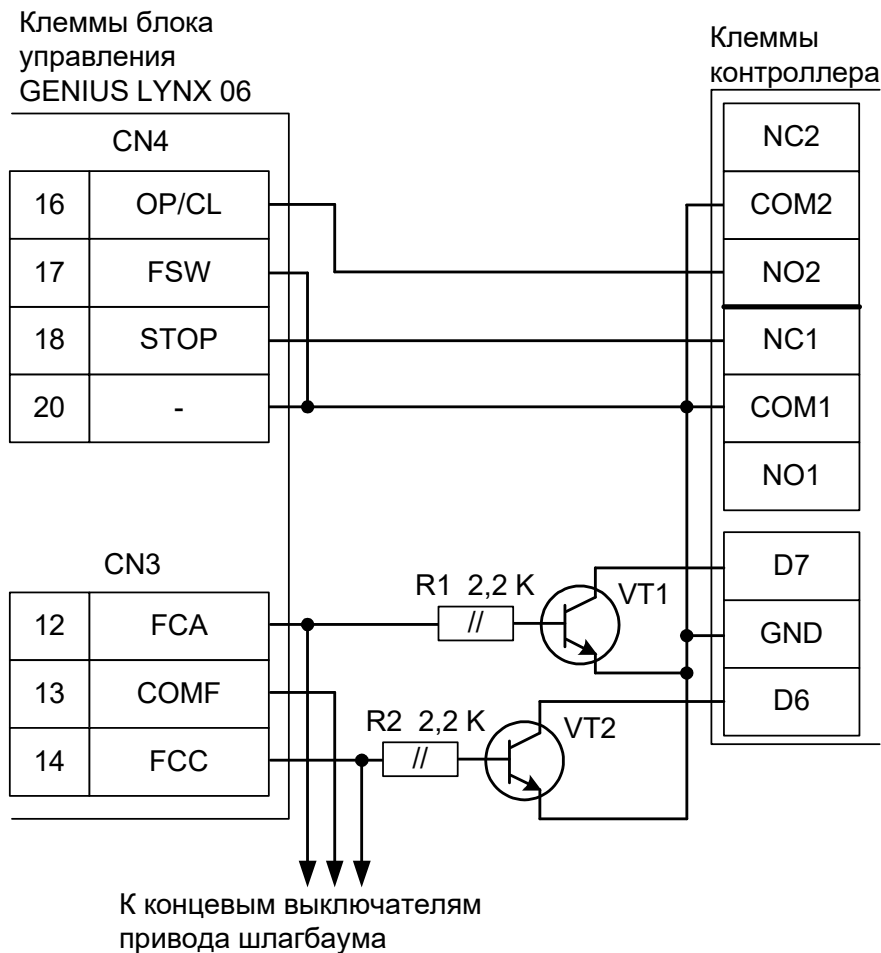 Клеммы блока
управления
GENIUS LYNX 06
Клеммы
контроллера
CN4
16 OP/CL
17 FSW
18 STOP
20 -
NC2
COM2
NO2
NC1
COM1
NO1
CN3
12 FCA
13 COMF
14 FCC
R1 2,2 K
//
VT1
R2 2,2 K
//
VT2
D7
GND
D6
К концевым выключателям
привода шлагбаума